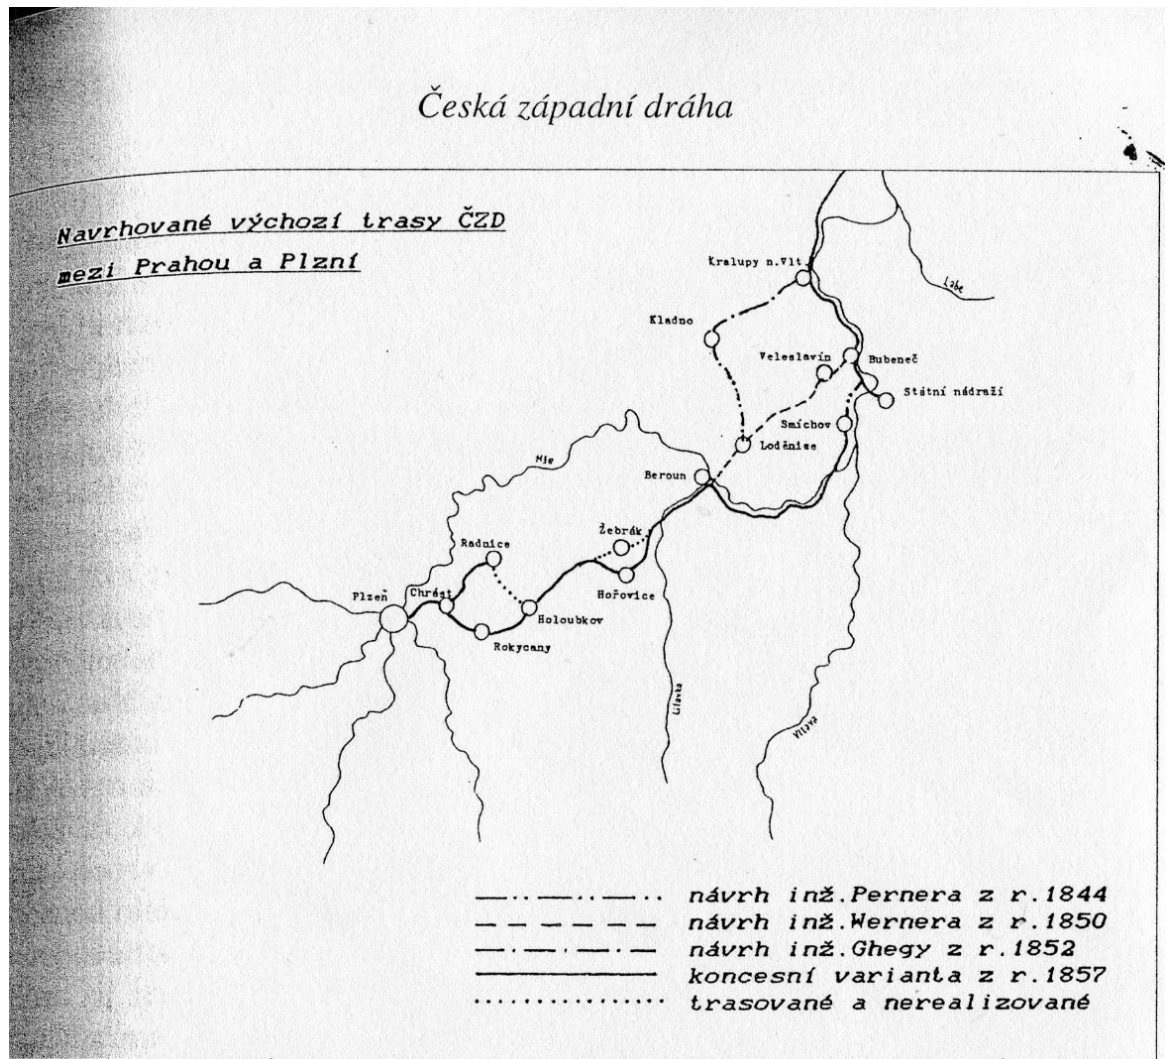 Česká západní dráha
Navrhované výchozí trasy ČZD
mezi Prahou a Plzní
Kralupy n.Vlt.
Labe
Kladno
Veleslavín
Bubeneč
Státní nádraží
Smíchov
Loděnice
Mže
Beroun
Žebrák
Radnice
Hořovice
Plzeň
Chrást
Holoubkov
Rokycany
Litavka
Vltava
návrh inž.Pernera z r.1844
návrh inž.Wernera z r.1850
návrh inž.Ghegy z r.1852
koncesní varianta z r.1857
trasované a nerealizované